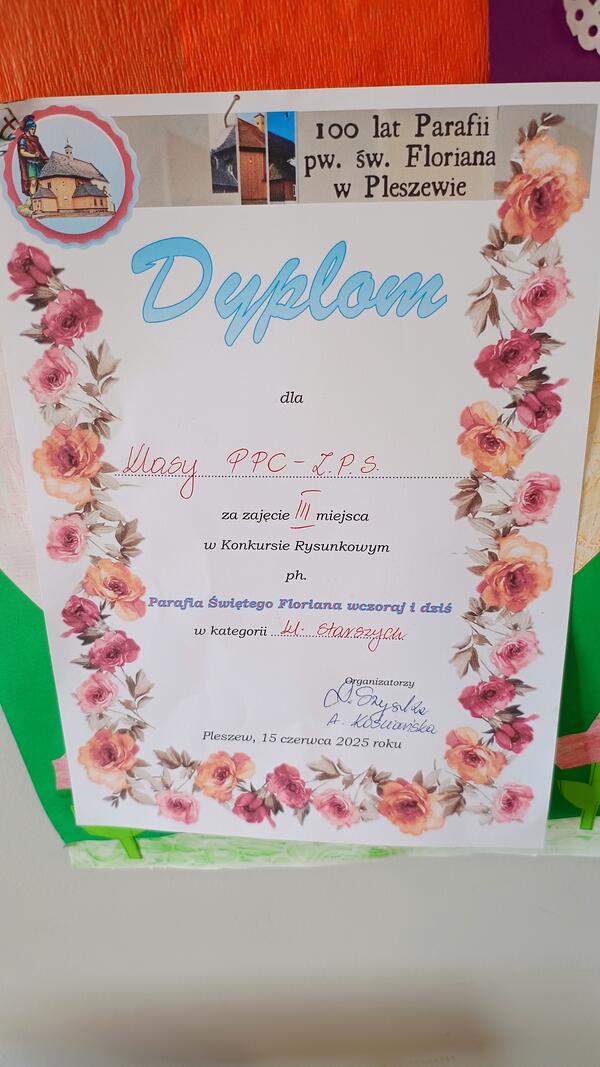 100 lat Parafii
pw. św. Floriana
w Pleszewie
Dyplom
dla
Klasy PPC - Z.P.S.
za zajęcie III miejsca
w Konkursie Rysunkowym
ph.
Parafia Świętego Floriana wczoraj i dziś
w kategorii kl. starszych
Organizatorzy
A.
Pleszew, 15 czerwca 2025 roku